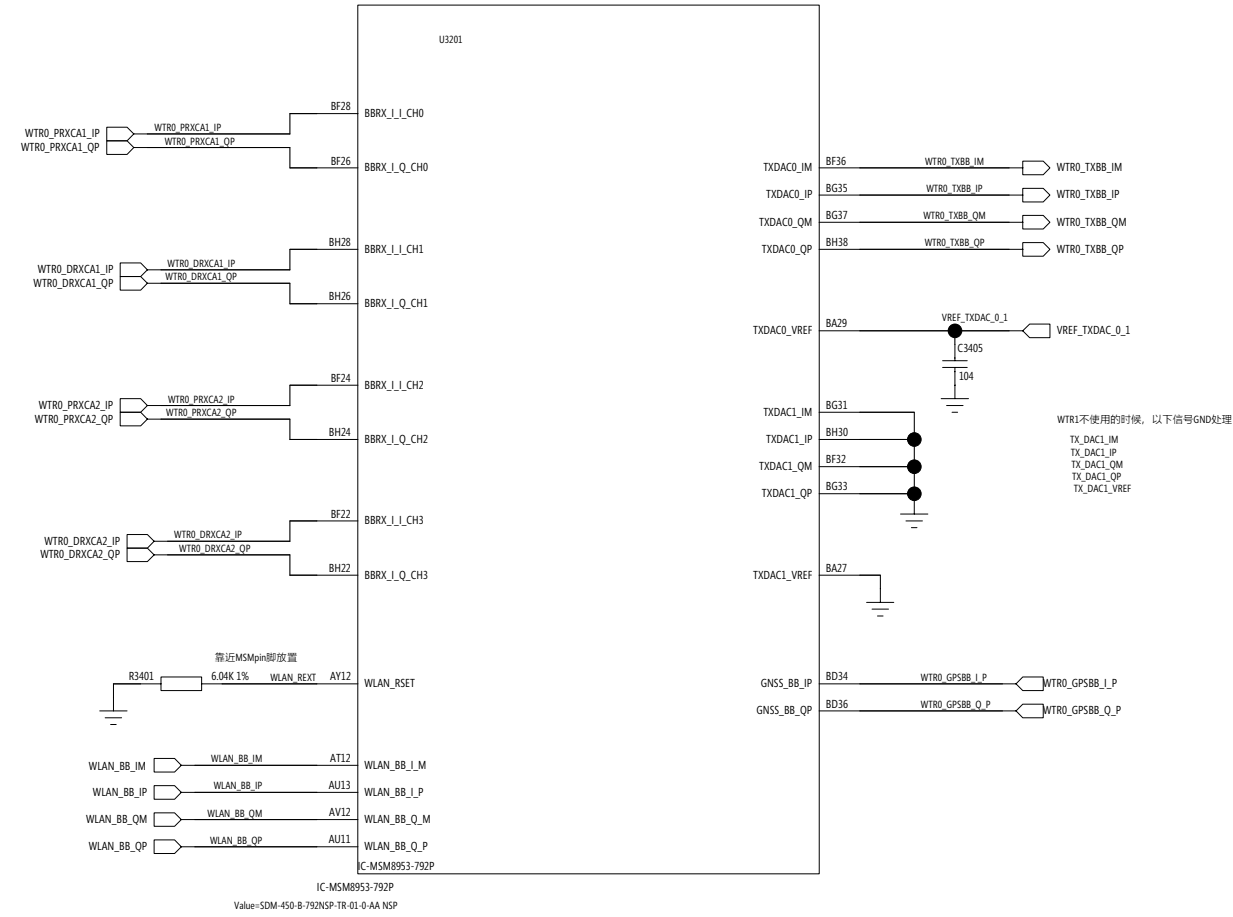 U3201
WTR0_PRXCA1_IP
WTR0_PRXCA1_QP
WTR0_PRXCA1_IP
WTR0_PRXCA1_QP
BF28
BF26
BBRX_I_I_CH0
BBRX_I_Q_CH0
WTR0_DRXCA1_IP
WTR0_DRXCA1_QP
WTR0_DRXCA1_IP
WTR0_DRXCA1_QP
BH28
BH26
BBRX_I_I_CH1
BBRX_I_Q_CH1
WTR0_PRXCA2_IP
WTR0_PRXCA2_QP
WTR0_PRXCA2_IP
WTR0_PRXCA2_QP
BF24
BH24
BBRX_I_I_CH2
BBRX_I_Q_CH2
WTR0_DRXCA2_IP
WTR0_DRXCA2_QP
WTR0_DRXCA2_IP
WTR0_DRXCA2_QP
BF22
BH22
BBRX_I_I_CH3
BBRX_I_Q_CH3
靠近MSMpin脚放置
R3401 6.04K 1% WLAN_REXT AY12 WLAN_RSET
WLAN_BB_IM WLAN_BB_IM AT12 WLAN_BB_I_M
WLAN_BB_IP WLAN_BB_IP AU13 WLAN_BB_I_P
WLAN_BB_QM WLAN_BB_QM AV12 WLAN_BB_Q_M
WLAN_BB_QP WLAN_BB_QP AU11 WLAN_BB_Q_P
IC-MSM8953-792P
IC-MSM8953-792P
Value=SDM-450-B-792NSP-TR-01-0-AA NSP
TXDAC0_IM BF36 WTR0_TXBB_IM WTR0_TXBB_IM
TXDAC0_IP BG35 WTR0_TXBB_IP WTR0_TXBB_IP
TXDAC0_QM BG37 WTR0_TXBB_QM WTR0_TXBB_QM
TXDAC0_QP BH38 WTR0_TXBB_QP WTR0_TXBB_QP
TXDAC0_VREF BA29 VREF_TXDAC_0_1 VREF_TXDAC_0_1
C3405
104
TXDAC1_IM BG31
TXDAC1_IP BH30
TXDAC1_QM BF32
TXDAC1_QP BG33
WTR1不使用的时候，以下信号GND处理
TX_DAC1_IM
TX_DAC1_IP
TX_DAC1_QM
TX_DAC1_QP
TX_DAC1_VREF
TXDAC1_VREF BA27
GNSS_BB_IP BD34 WTR0_GPSBB_I_P WTR0_GPSBB_I_P
GNSS_BB_QP BD36 WTR0_GPSBB_Q_P WTR0_GPSBB_Q_P